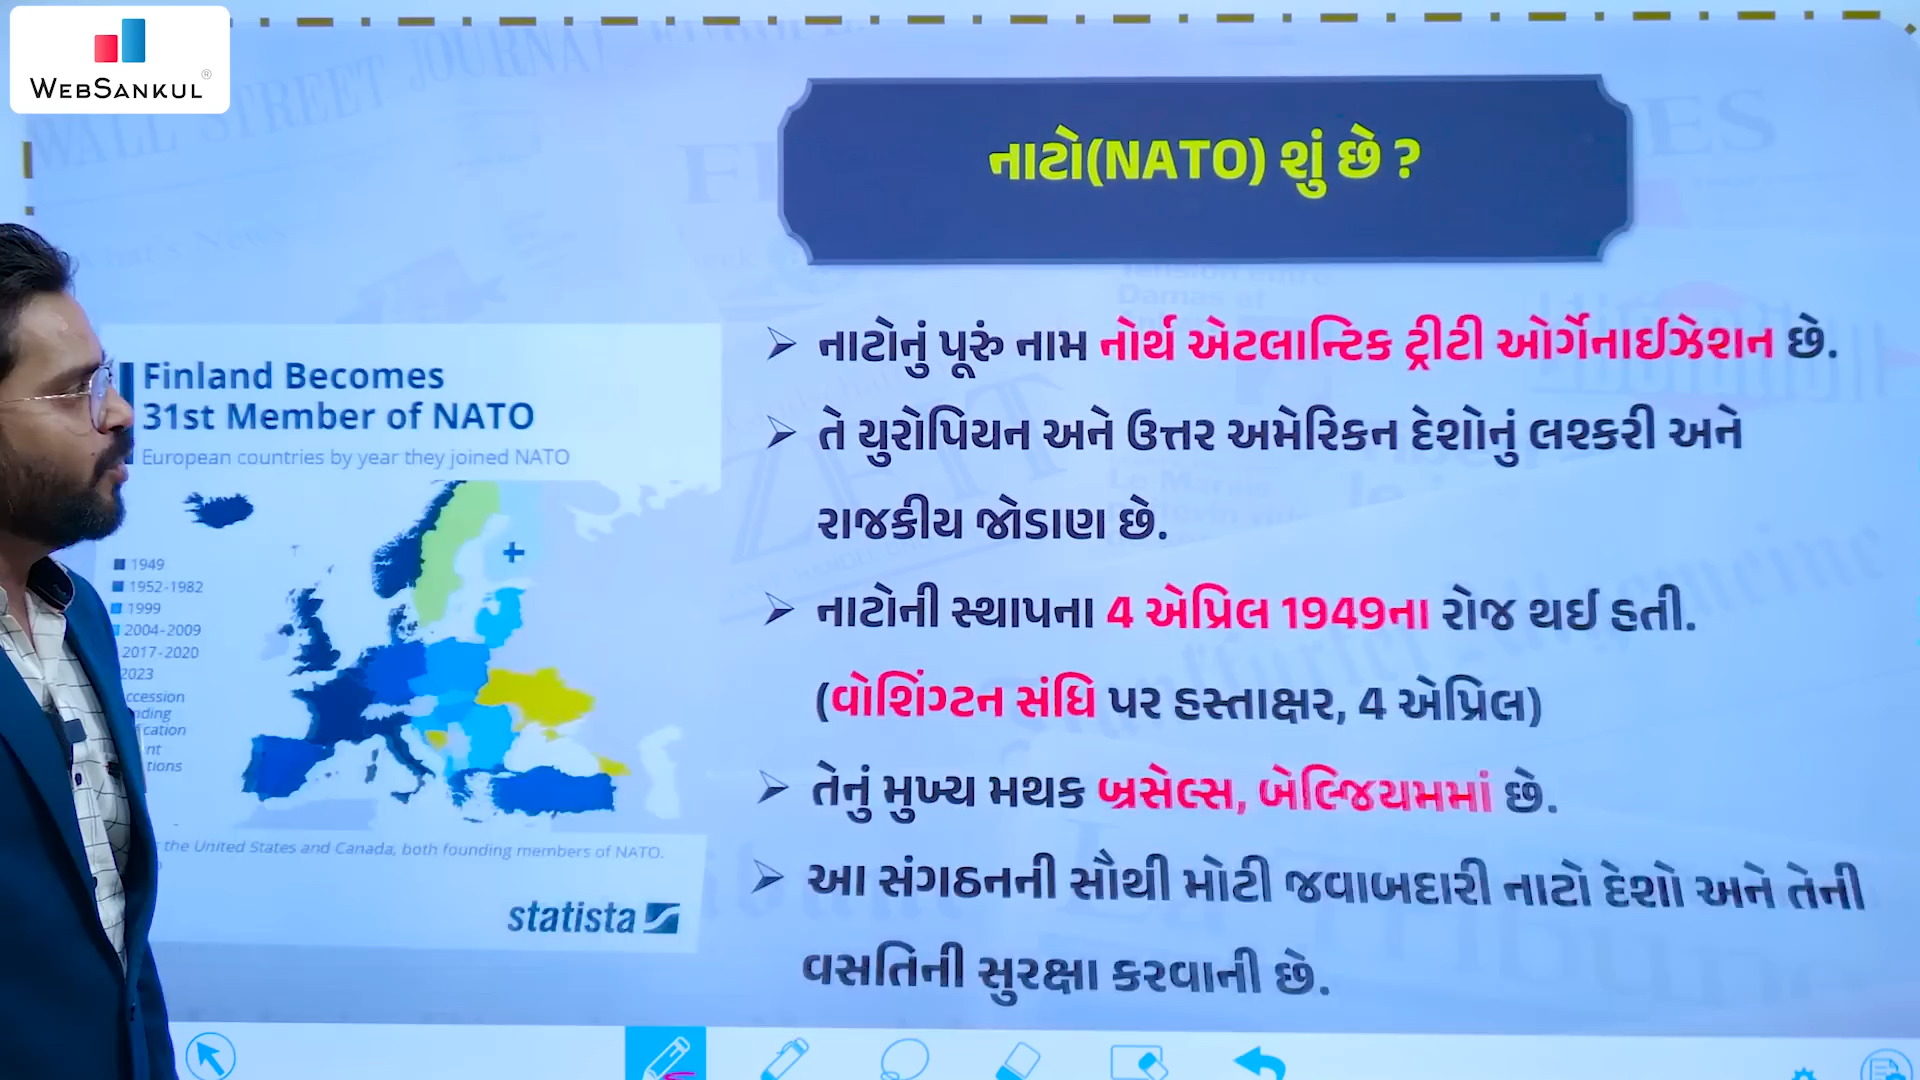 WEBSANKUL
નાટો(NATO) શું છે ?
Finland Becomes
31st Member of NATO
European countries by year they joined NATO
1949
1952-1982
1999
2004-2009
2017-2020
2023
the United States and Canada, both founding members of NATO.
statista
➢ નાટોનું પૂરું નામ નોર્થ એટલાન્ટિક ટ્રીટી ઓર્ગેનાઈઝેશન છે.
➢ તે યુરોપિયન અને ઉત્તર અમેરિકન દેશોનું લશ્કરી અને
રાજકીય જોડાણ છે.
➢ નાટોની સ્થાપના 4 એપ્રિલ 1949ના રોજ થઈ હતી.
(વોશિંગ્ટન સંધિ પર હસ્તાક્ષર, 4 એપ્રિલ)
➢ તેનું મુખ્ય મથક બ્રસેલ્સ, બેલ્જિયમમાં છે.
➢ આ સંગઠનની સૌથી મોટી જવાબદારી નાટો દેશો અને તેની
વસતિની સુરક્ષા કરવાની છે.